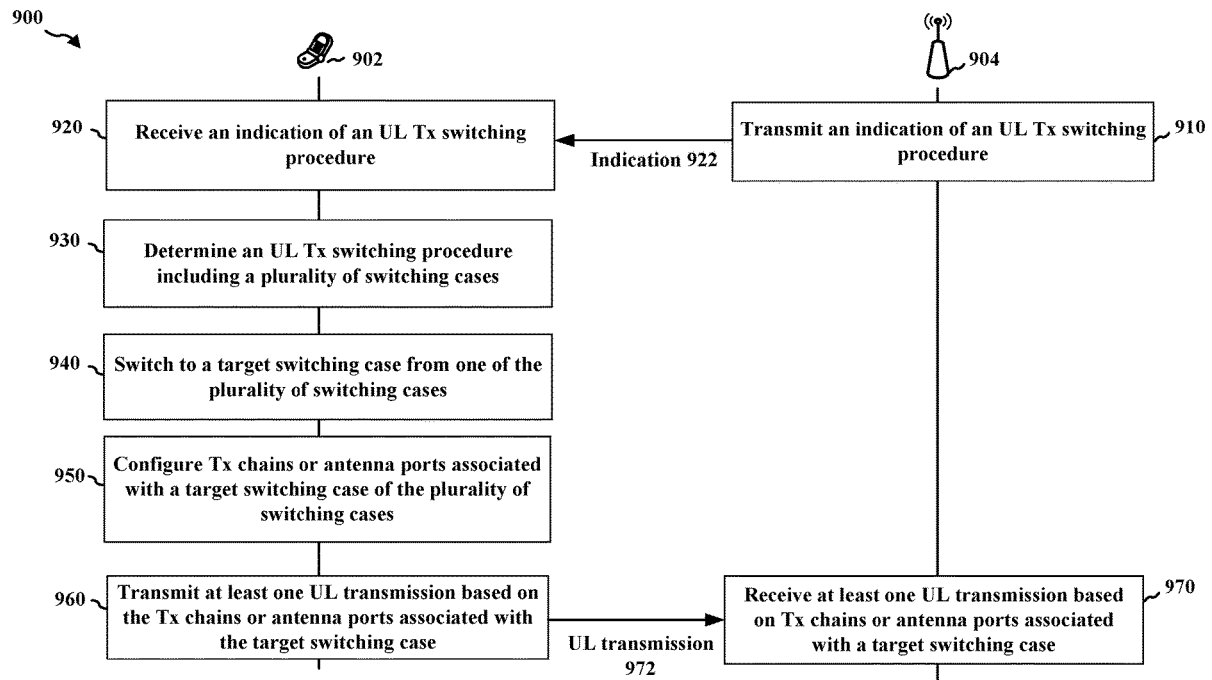 900
902
904
920
Receive an indication of an UL Tx switching
procedure
Indication 922
Transmit an indication of an UL Tx switching
procedure
910
930
Determine an UL Tx switching procedure
including a plurality of switching cases
940
Switch to a target switching case from one of the
plurality of switching cases
950
Configure Tx chains or antenna ports associated
with a target switching case of the plurality of
switching cases
960
Transmit at least one UL transmission based on
the Tx chains or antenna ports associated with
the target switching case
UL transmission
972
Receive at least one UL transmission based
on Tx chains or antenna ports associated
with a target switching case
970